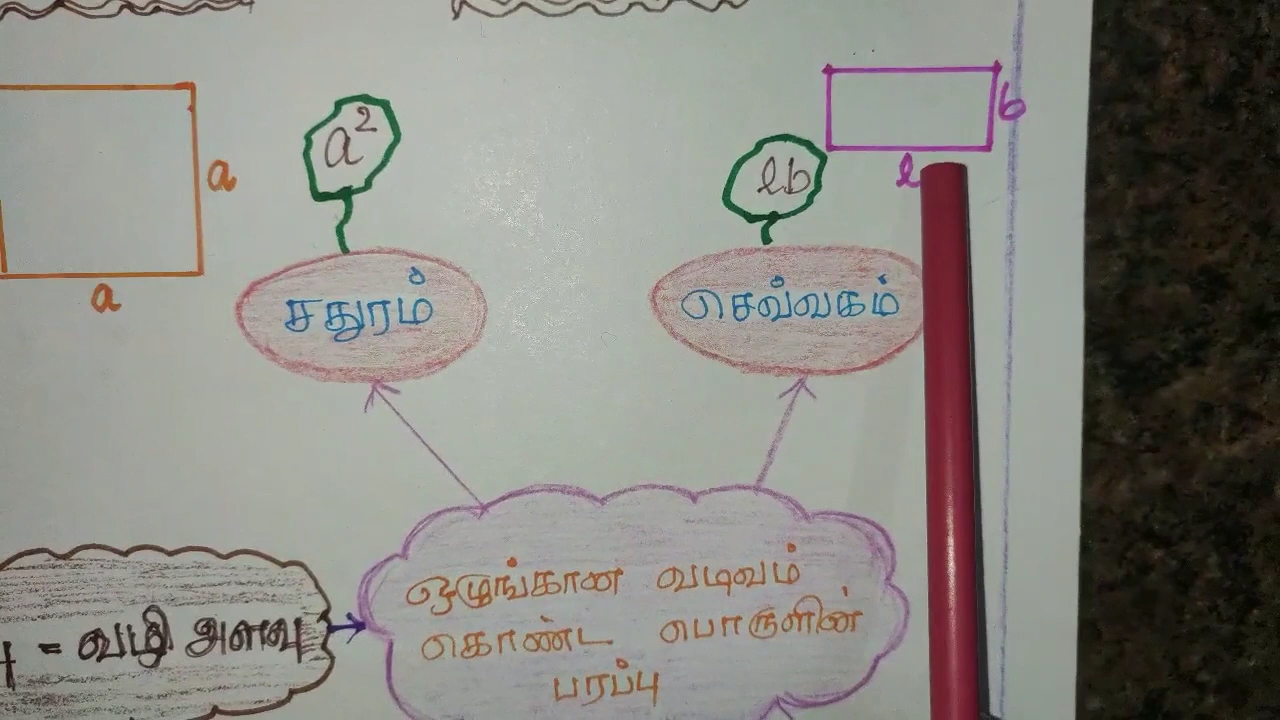 a
a
a²
சதுரம்
b
l
lb
செவ்வகம்
= வழி அளவு
ஒழுங்கான வடிவம்
கொண்ட பொருளின்
பரப்பு